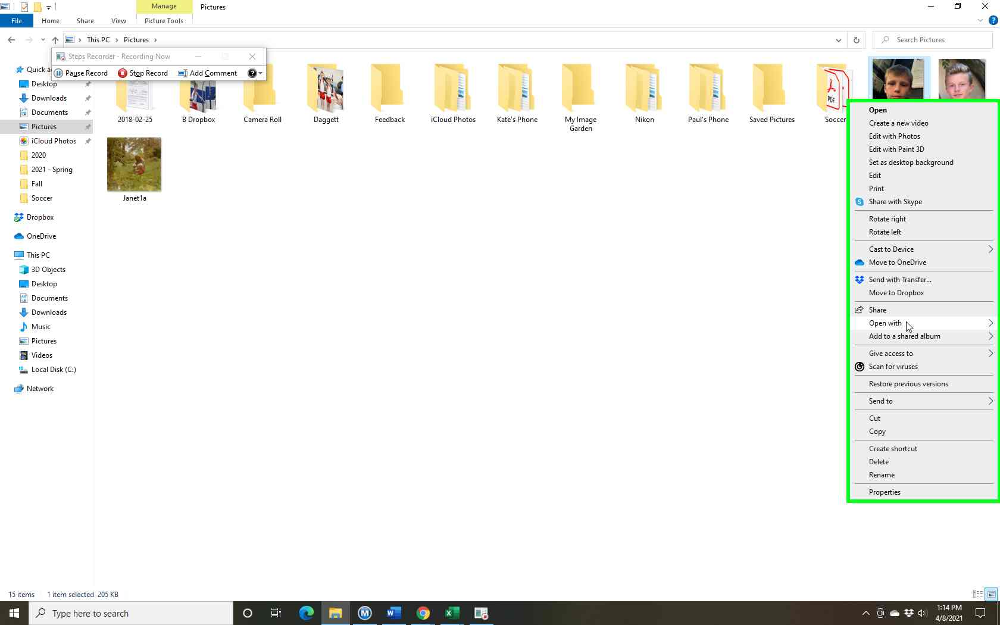 Manage
Pictures
File
Home
Share
View
Picture Tools
This PC
Pictures
Search Pictures
Steps Recorder - Recording Now
Pause Record
Stop Record
Add Comment
Desktop
Downloads
Documents
Pictures
iCloud Photos
2020
2021 - Spring
Fall
Soccer
Dropbox
OneDrive
This PC
3D Objects
Desktop
Documents
Downloads
Music
Pictures
Videos
Local Disk (C:)
Network
2018-02-25
B Dropbox
Camera Roll
Daggett
Feedback
iCloud Photos
Kate's Phone
My Image
Garden
Nikon
Paul's Phone
Saved Pictures
Soccer
PDF
Janet1a
Open
Create a new video
Edit with Photos
Edit with Paint 3D
Set as desktop background
Edit
Print
Share with Skype
Rotate right
Rotate left
Cast to Device
Move to OneDrive
Send with Transfer...
Move to Dropbox
Share
Open with
Add to a shared album
Give access to
Scan for viruses
Restore previous versions
Send to
Cut
Copy
Create shortcut
Delete
Rename
Properties
15 items
1 item selected 205 KB
Type here to search
1:14 PM
4/8/2021